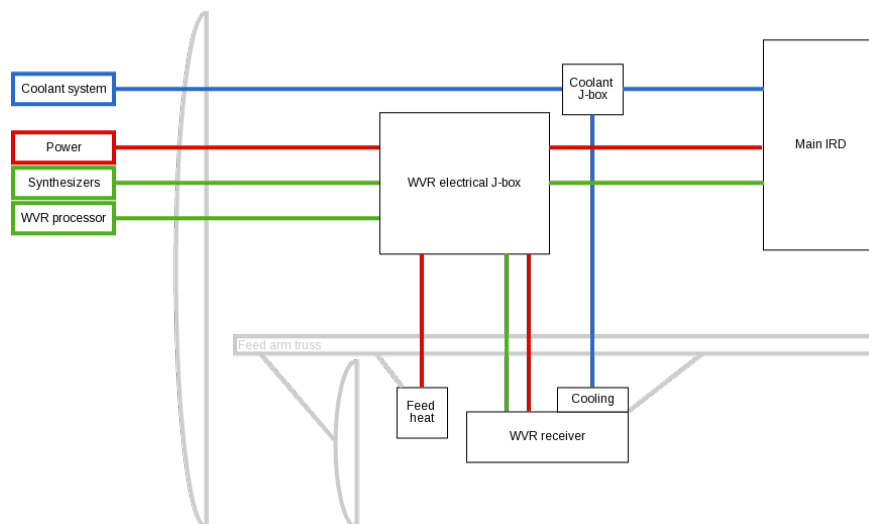 Coolant system
Coolant
J-box
Power
Main IRD
Synthesizers
WVR electrical J-box
WVR processor
Feed arm truss
Cooling
Feed
heat
WVR receiver